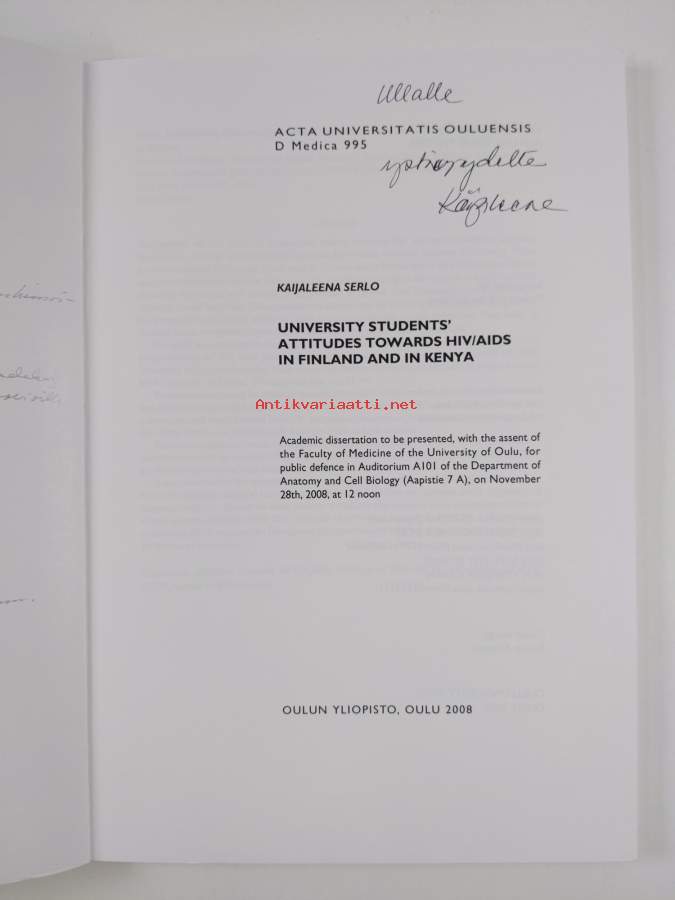 Ullalle
ACTA UNIVERSITATIS OULUENSIS
D Medica 995
ystävyydellä
Kaijaleena
KAIJALEENA SERLO
UNIVERSITY STUDENTS'
ATTITUDES TOWARDS HIV/AIDS
IN FINLAND AND IN KENYA
Antikvariaatti.net
Academic dissertation to be presented, with the assent of
the Faculty of Medicine of the University of Oulu, for
public defence in Auditorium A101 of the Department of
Anatomy and Cell Biology (Aapistie 7 A), on November
28th, 2008, at 12 noon
OULUN YLIOPISTO, OULU 2008